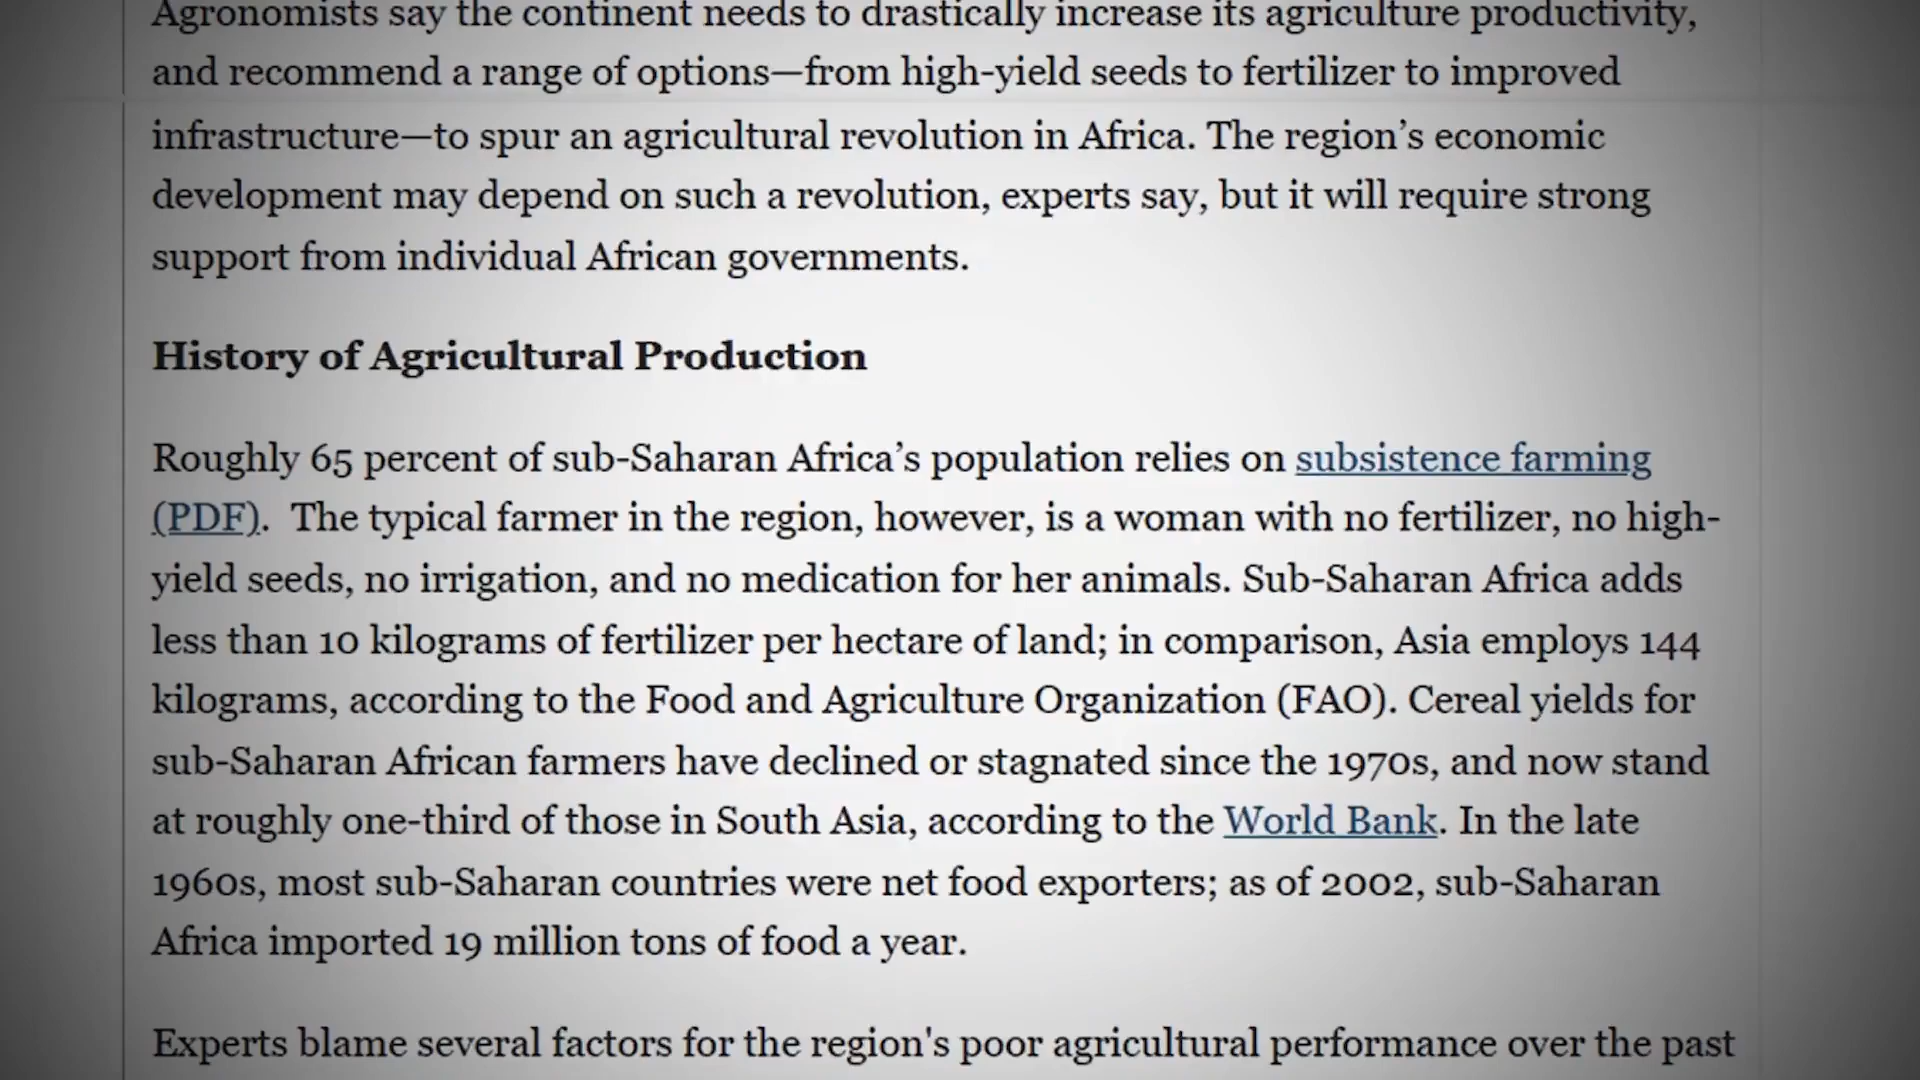 Agronomists say the continent needs to drastically increase its agriculture productivity,
and recommend a range of options—from high-yield seeds to fertilizer to improved
infrastructure—to spur an agricultural revolution in Africa. The region’s economic
development may depend on such a revolution, experts say, but it will require strong
support from individual African governments.
History of Agricultural Production
Roughly 65 percent of sub-Saharan Africa’s population relies on subsistence farming
(PDF).  The typical farmer in the region, however, is a woman with no fertilizer, no high-
yield seeds, no irrigation, and no medication for her animals. Sub-Saharan Africa adds
less than 10 kilograms of fertilizer per hectare of land; in comparison, Asia employs 144
kilograms, according to the Food and Agriculture Organization (FAO). Cereal yields for
sub-Saharan African farmers have declined or stagnated since the 1970s, and now stand
at roughly one-third of those in South Asia, according to the World Bank. In the late
1960s, most sub-Saharan countries were net food exporters; as of 2002, sub-Saharan
Africa imported 19 million tons of food a year.
Experts blame several factors for the region's poor agricultural performance over the past